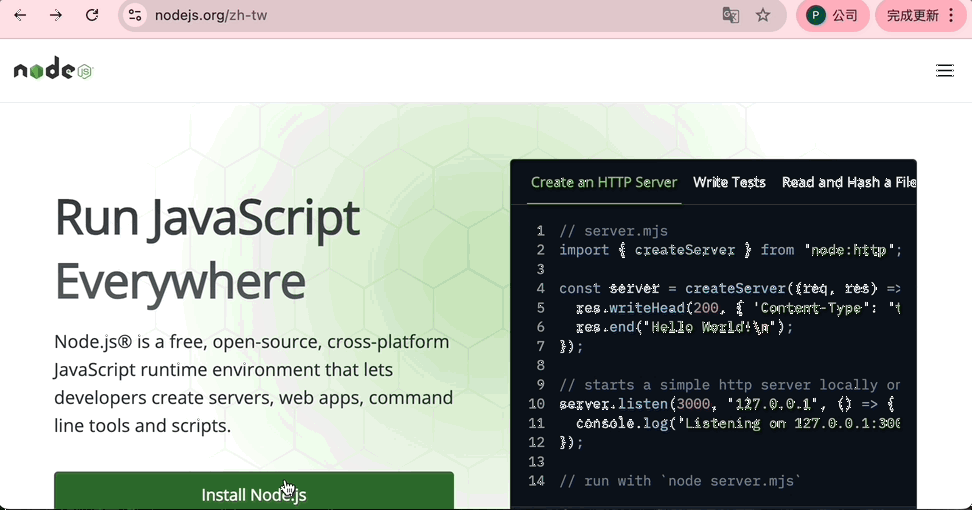 nodejs.org/zh-tw
P 公司
完成更新
node JS
Run JavaScript
Everywhere
Node.js® is a free, open-source, cross-platform
JavaScript runtime environment that lets
developers create servers, web apps, command
line tools and scripts.
Install Node.js
Create an HTTP Server Write Tests Read and Hash a File
1 // server.mjs
2 import { createServer } from "node:http";
3
4 const server = createServer((req, res) =>
5 res.writeHead(200, { 'Content-Type': "t
6 res.end("Hello World!\n");
7 });
8
9 // starts a simple http server locally on
10 server.listen(3000, "127.0.0.1", () => {
11 console.log('Listening on 127.0.0.1:300
12 });
13
14 // run with `node server.mjs`